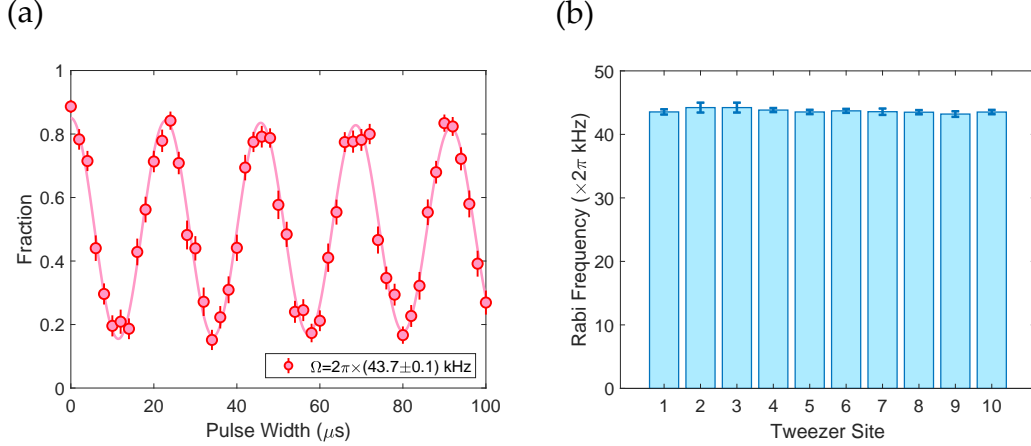 (a)
1
0.8
0.6
0.4
0.2
0
0 20 40 60 80 100
Fraction
Pulse Width (μs)
Ω=2π×(43.7±0.1) kHz
(b)
50
40
30
20
10
0
1 2 3 4 5 6 7 8 9 10
Rabi Frequency (×2π kHz)
Tweezer Site